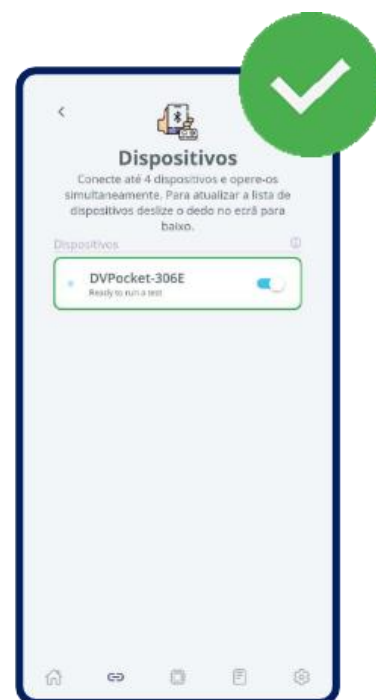 Dispositivos
Conecte até 4 dispositivos e opere-os
simultaneamente. Para atualizar a lista de
dispositivos deslize o dedo no ecrã para
baixo.
Dispositivos
DVPocket-306E
Ready to run a test